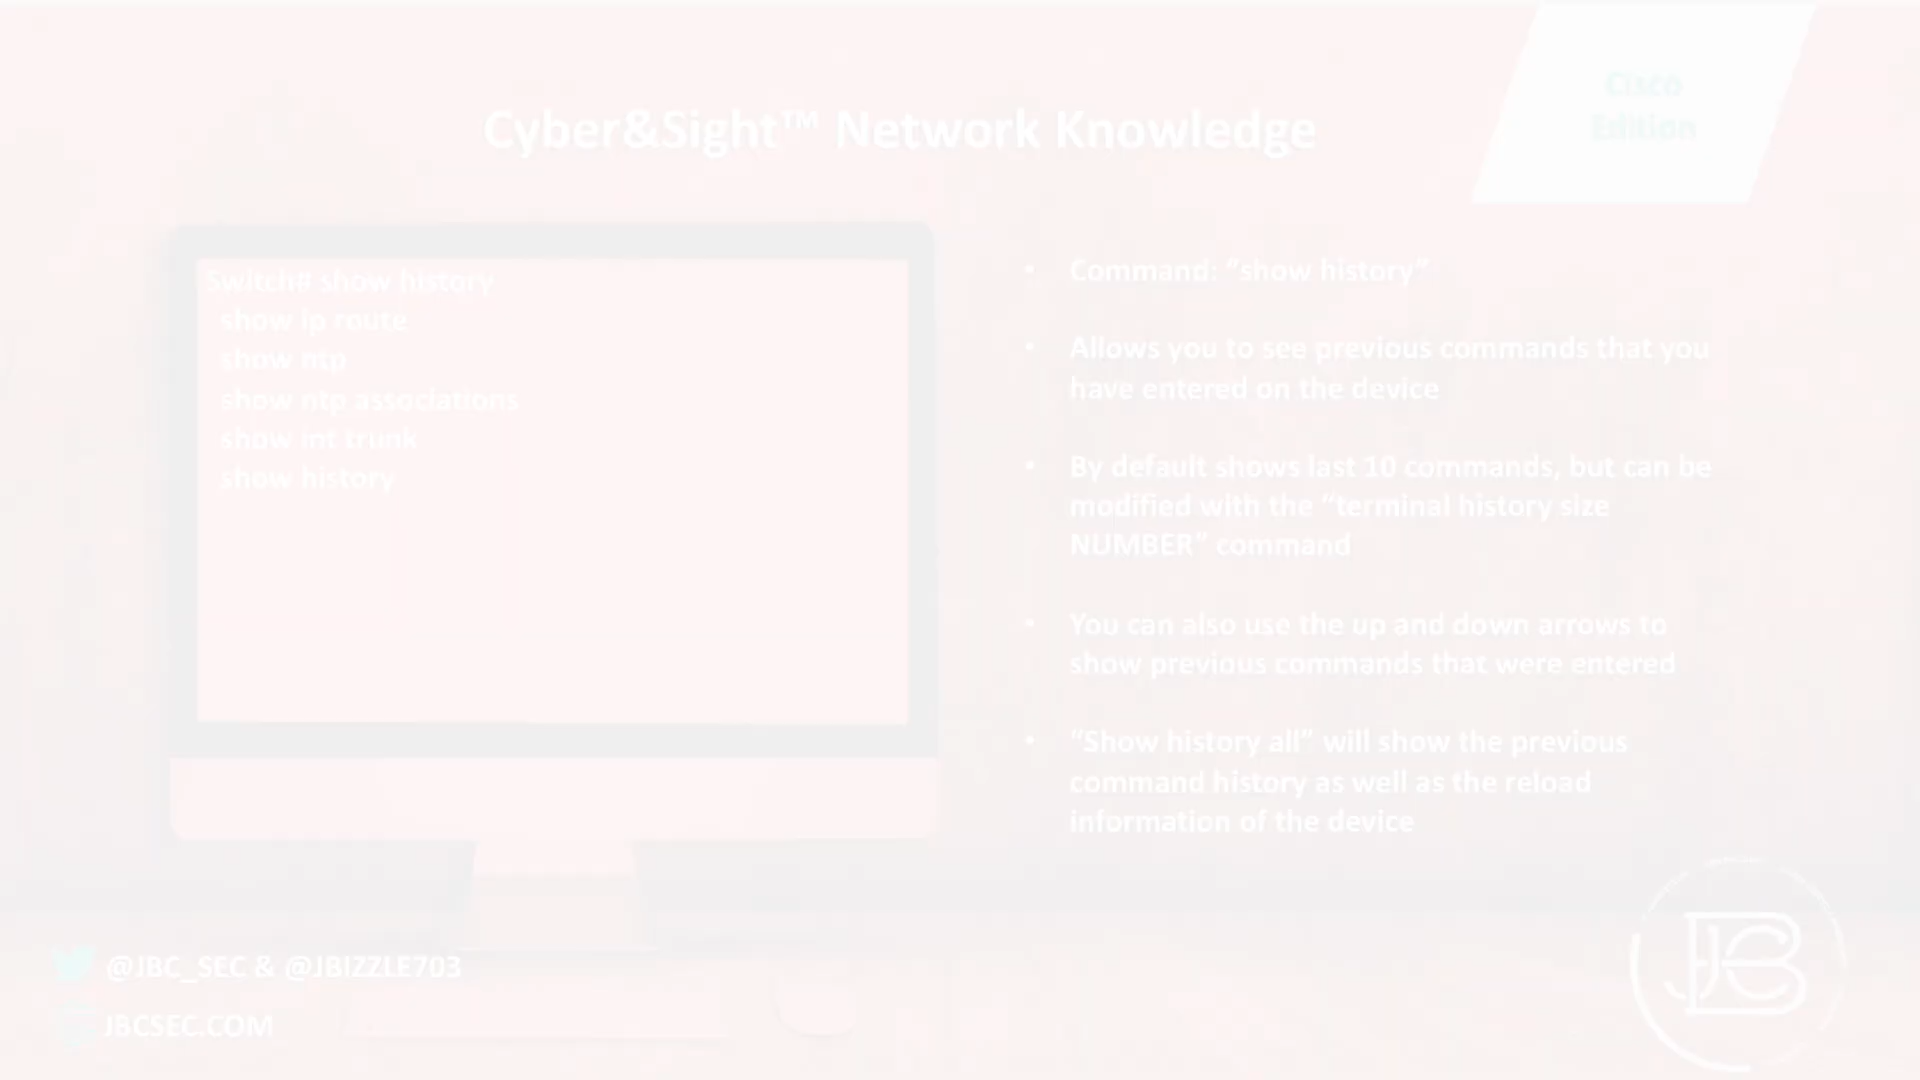 Cisco
Edition
Cyber&Sight™ Network Knowledge
Switch# show history
show ip route
show ntp
show ntp associations
show int trunk
show history
• Command: “show history”
• Allows you to see previous commands that you
have entered on the device
• By default shows last 10 commands, but can be
modified with the “terminal history size
NUMBER” command
• You can also use the up and down arrows to
show previous commands that were entered
• “Show history all” will show the previous
command history as well as the reload
information of the device
@JBC_SEC & @JBIZZLE703
JBCSEC.COM
JBC